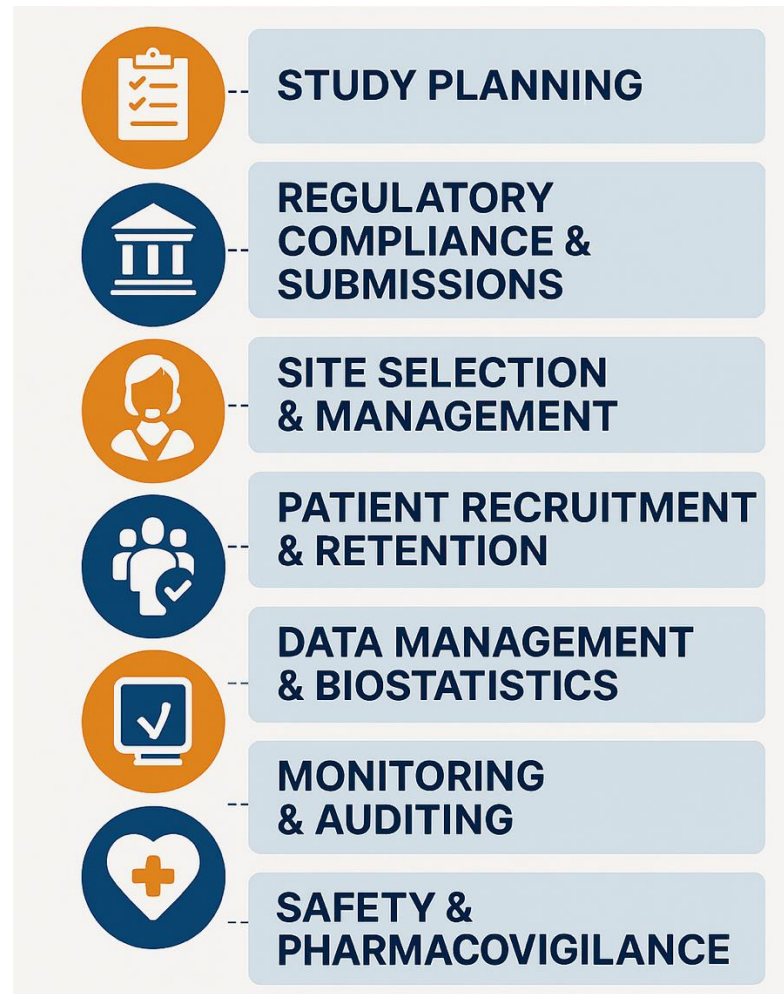 STUDY PLANNING
REGULATORY
COMPLIANCE &
SUBMISSIONS
SITE SELECTION
& MANAGEMENT
PATIENT RECRUITMENT
& RETENTION
DATA MANAGEMENT
& BIOSTATISTICS
MONITORING
& AUDITING
SAFETY &
PHARMACOVIGILANCE